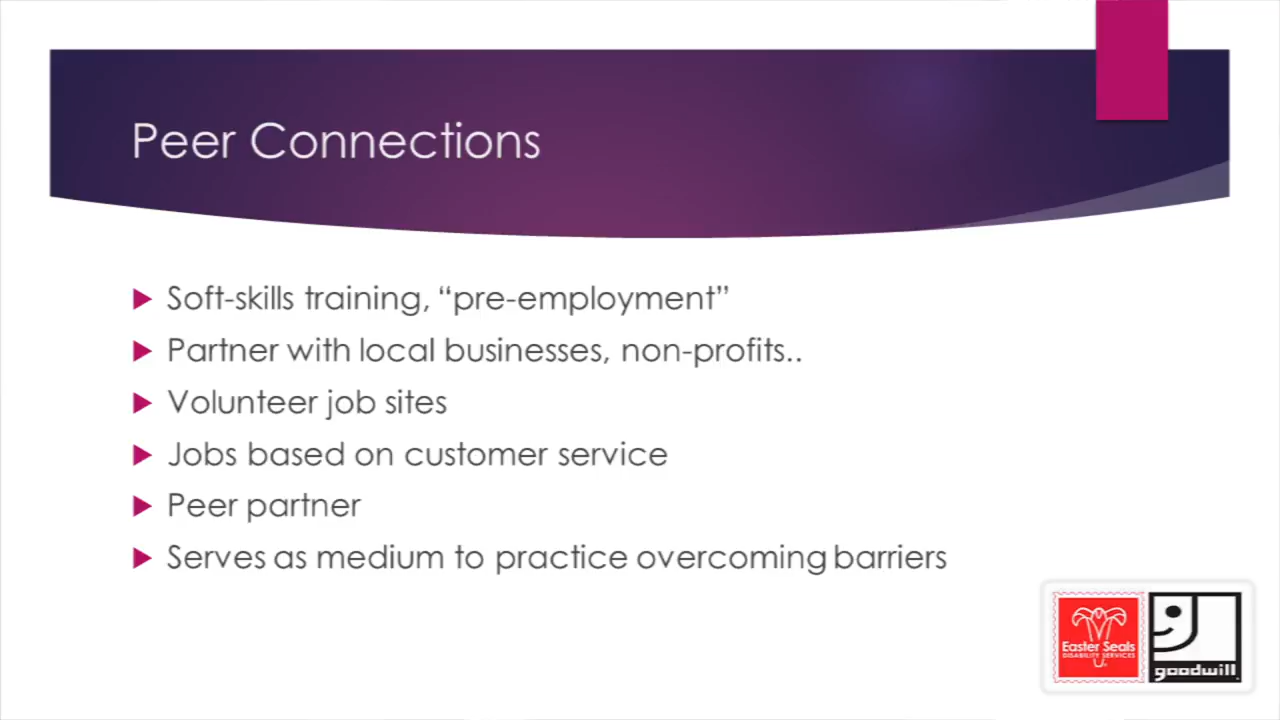 Peer Connections
Soft-skills training, “pre-employment”
Partner with local businesses, non-profits..
Volunteer job sites
Jobs based on customer service
Peer partner
Serves as medium to practice overcoming barriers
Easter Seals
DISABILITY SERVICES
goodwill